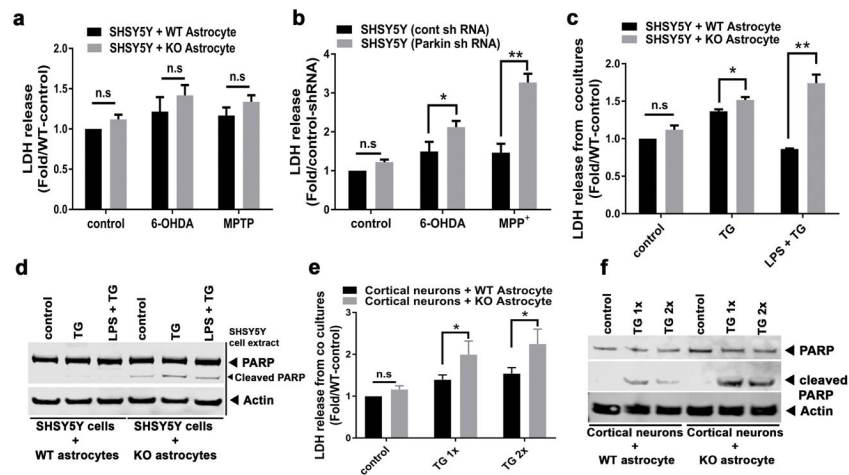 a
SHSY5Y + WT Astrocyte
SHSY5Y + KO Astrocyte
LDH release
(Fold/WT-control)
2.0
1.5
1.0
0.5
0.0
n.s
n.s
n.s
control
6-OHDA
MPTP
b
SHSY5Y (cont sh RNA)
SHSY5Y (Parkin sh RNA)
LDH release
(Fold/control-shRNA)
4
3
2
1
0
n.s
*
**
control
6-OHDA
MPP+
c
SHSY5Y + WT Astrocyte
SHSY5Y + KO Astrocyte
LDH release from cocultures
(Fold/WT-control)
2.0
1.5
1.0
0.5
0.0
n.s
*
**
control
TG
LPS + TG
d
control
TG
LPS + TG
control
TG
LPS + TG
SHSY5Y
cell extract
PARP
Cleaved PARP
Actin
SHSY5Y cells
+
WT astrocytes
SHSY5Y cells
+
KO astrocytes
e
Cortical neurons + WT Astrocyte
Cortical neurons + KO Astrocyte
LDH release from co cultures
(Fold/WT-control)
3
2
1
0
n.s
*
*
control
TG 1x
TG 2x
f
control
TG 1x
TG 2x
control
TG 1x
TG 2x
PARP
cleaved
PARP
Actin
Cortical neurons
+
WT astrocyte
Cortical neurons
+
KO Astrocyte